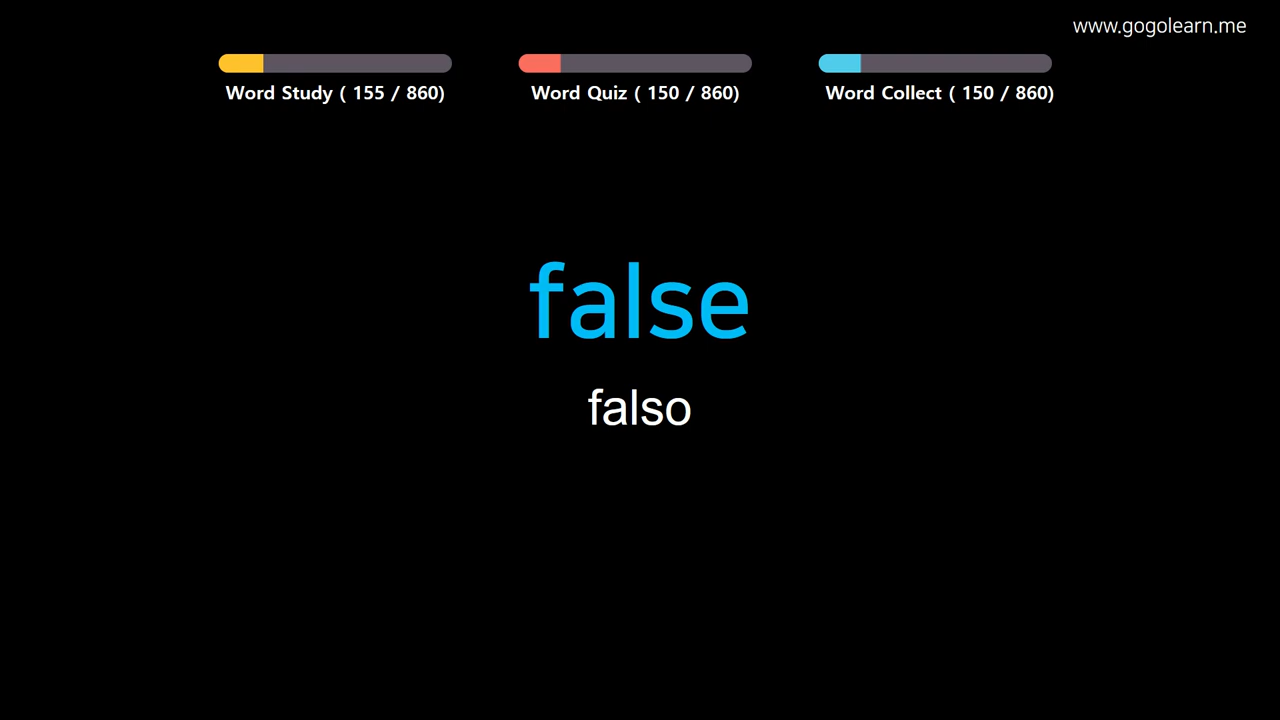 www.gogolearn.me
Word Study ( 155 / 860)
Word Quiz ( 150 / 860)
Word Collect ( 150 / 860)
false
falso